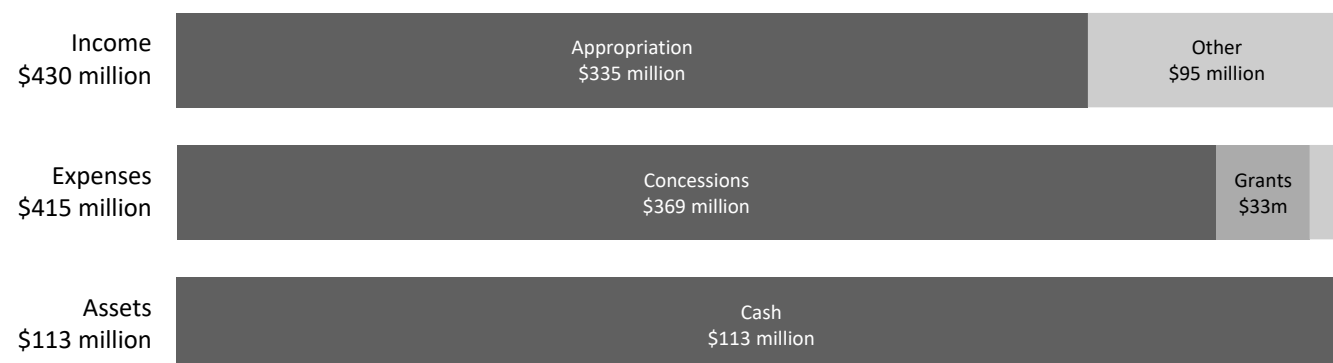 Income
$430 million
Appropriation
$335 million
Other
$95 million
Expenses
$415 million
Concessions
$369 million
Grants
$33m
Assets
$113 million
Cash
$113 million